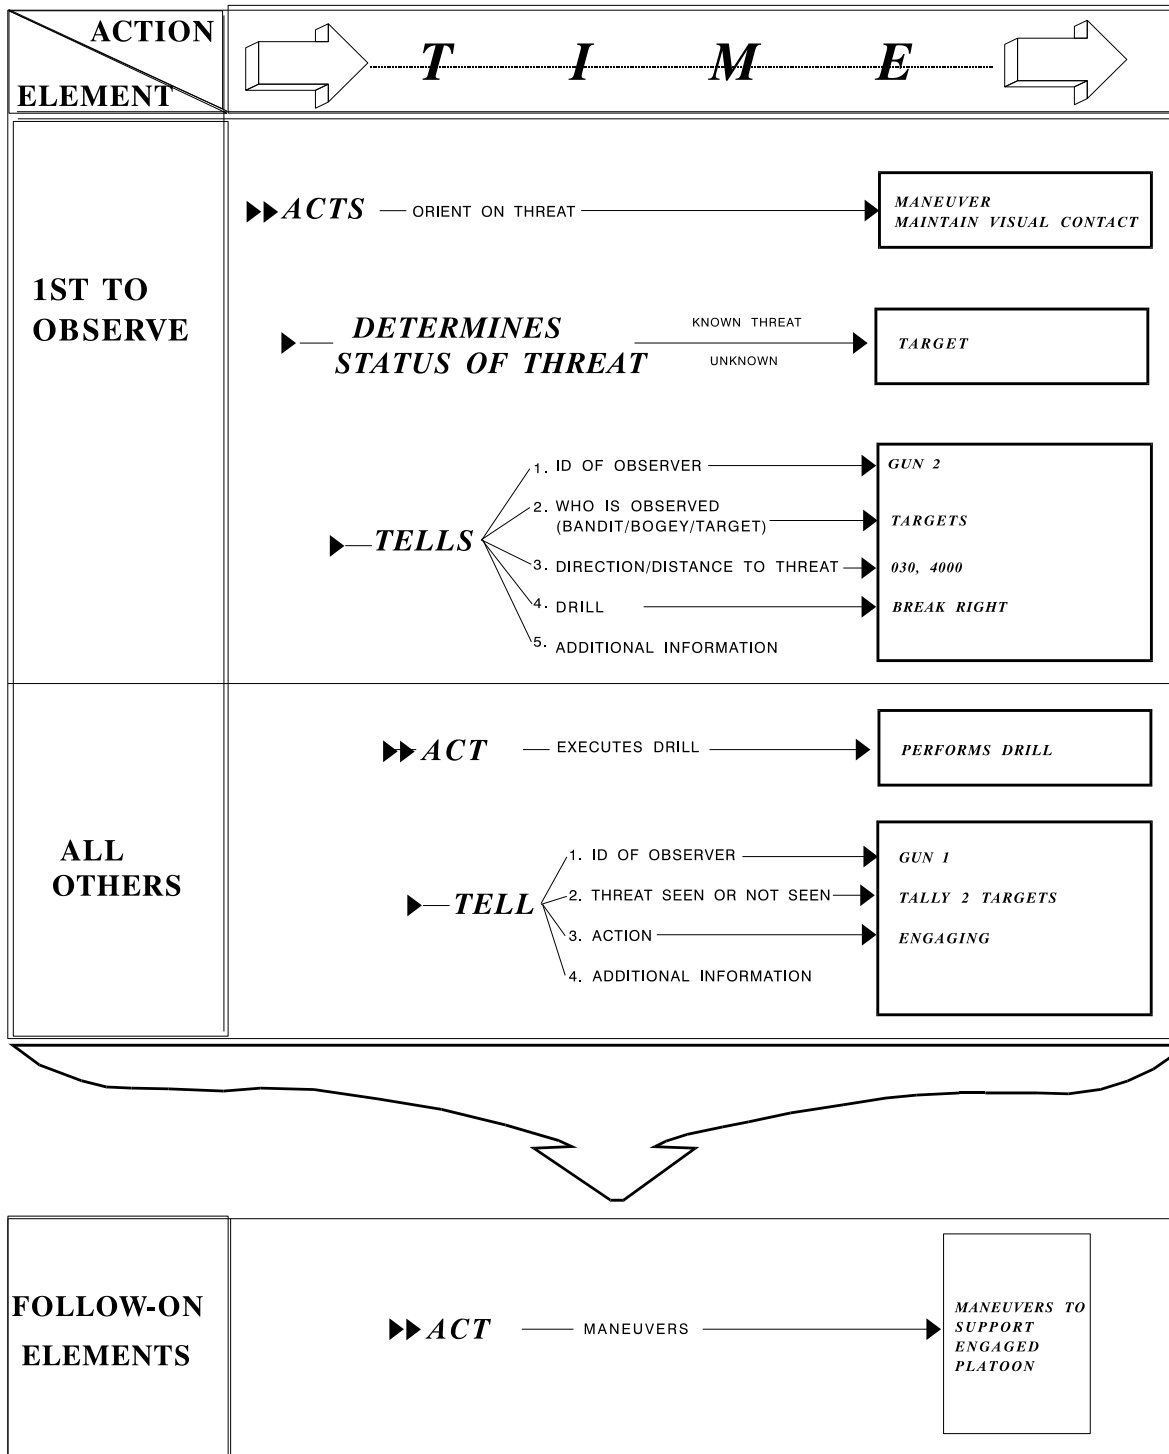 ACTION
ELEMENT
T I M E
1ST TO
OBSERVE
ACTS
ORIENT ON THREAT
MANEUVER
MAINTAIN VISUAL CONTACT
DETERMINES
STATUS OF THREAT
KNOWN THREAT
UNKNOWN
TARGET
TELLS
1. ID OF OBSERVER
GUN 2
2. WHO IS OBSERVED
(BANDIT/BOGEY/TARGET)
TARGETS
3. DIRECTION/DISTANCE TO THREAT
030, 4000
4. DRILL
BREAK RIGHT
5. ADDITIONAL INFORMATION
ALL
OTHERS
ACT
EXECUTES DRILL
PERFORMS DRILL
TELL
1. ID OF OBSERVER
GUN 1
2. THREAT SEEN OR NOT SEEN
TALLY 2 TARGETS
3. ACTION
ENGAGING
4. ADDITIONAL INFORMATION
FOLLOW-ON
ELEMENTS
ACT
MANEUVERS
MANEUVERS TO
SUPPORT
ENGAGED
PLATOON